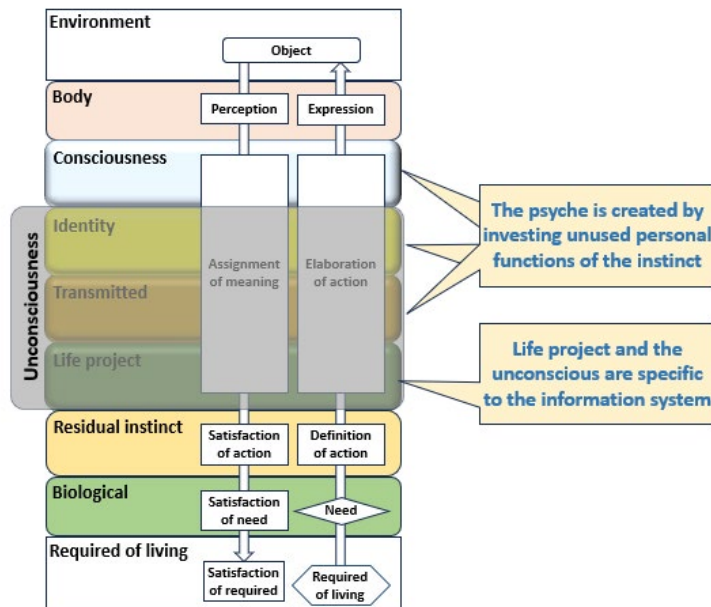 Environment
Object
Body
Perception
Expression
Consciousness
The psyche is created by
investing unused personal
functions of the instinct
Unconsciousness
Identity
Assignment
of meaning
Elaboration
of action
Transmitted
Life project
Life project and the
unconscious are specific
to the information system
Residual instinct
Satisfaction
of action
Definition
of action
Biological
Satisfaction
of need
Need
Required of living
Satisfaction
of required
Required
of living